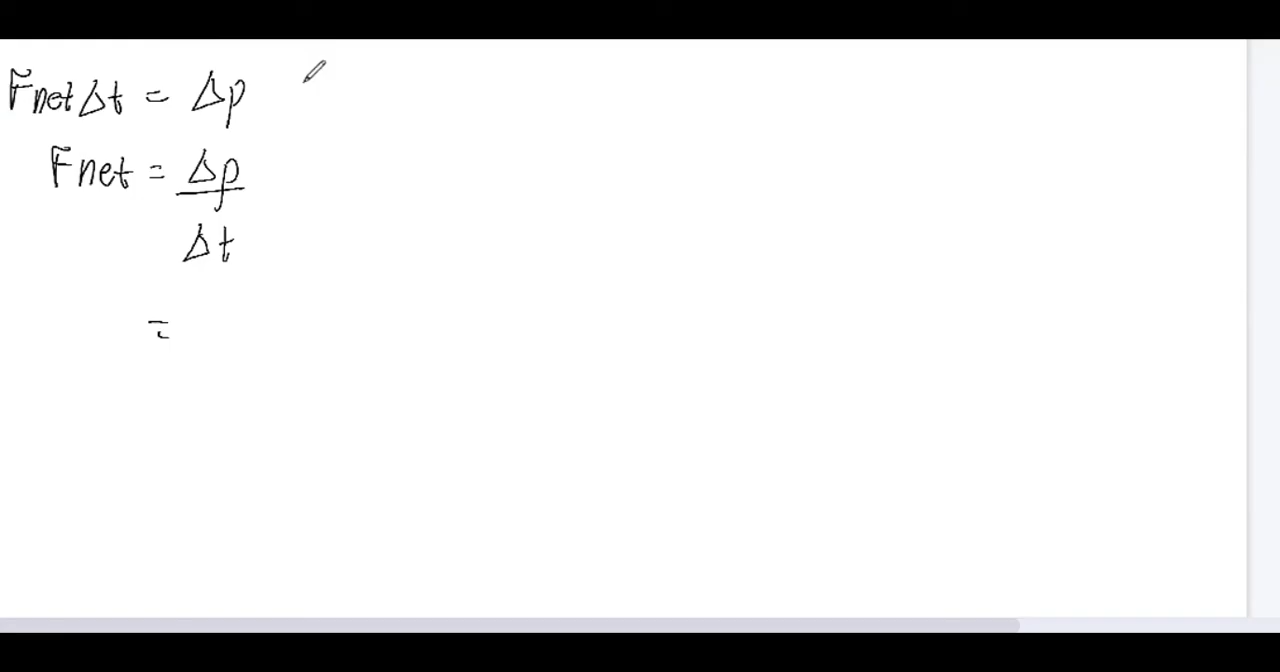 Fnet Δt = Δp
Fnet = Δp
Δt
=